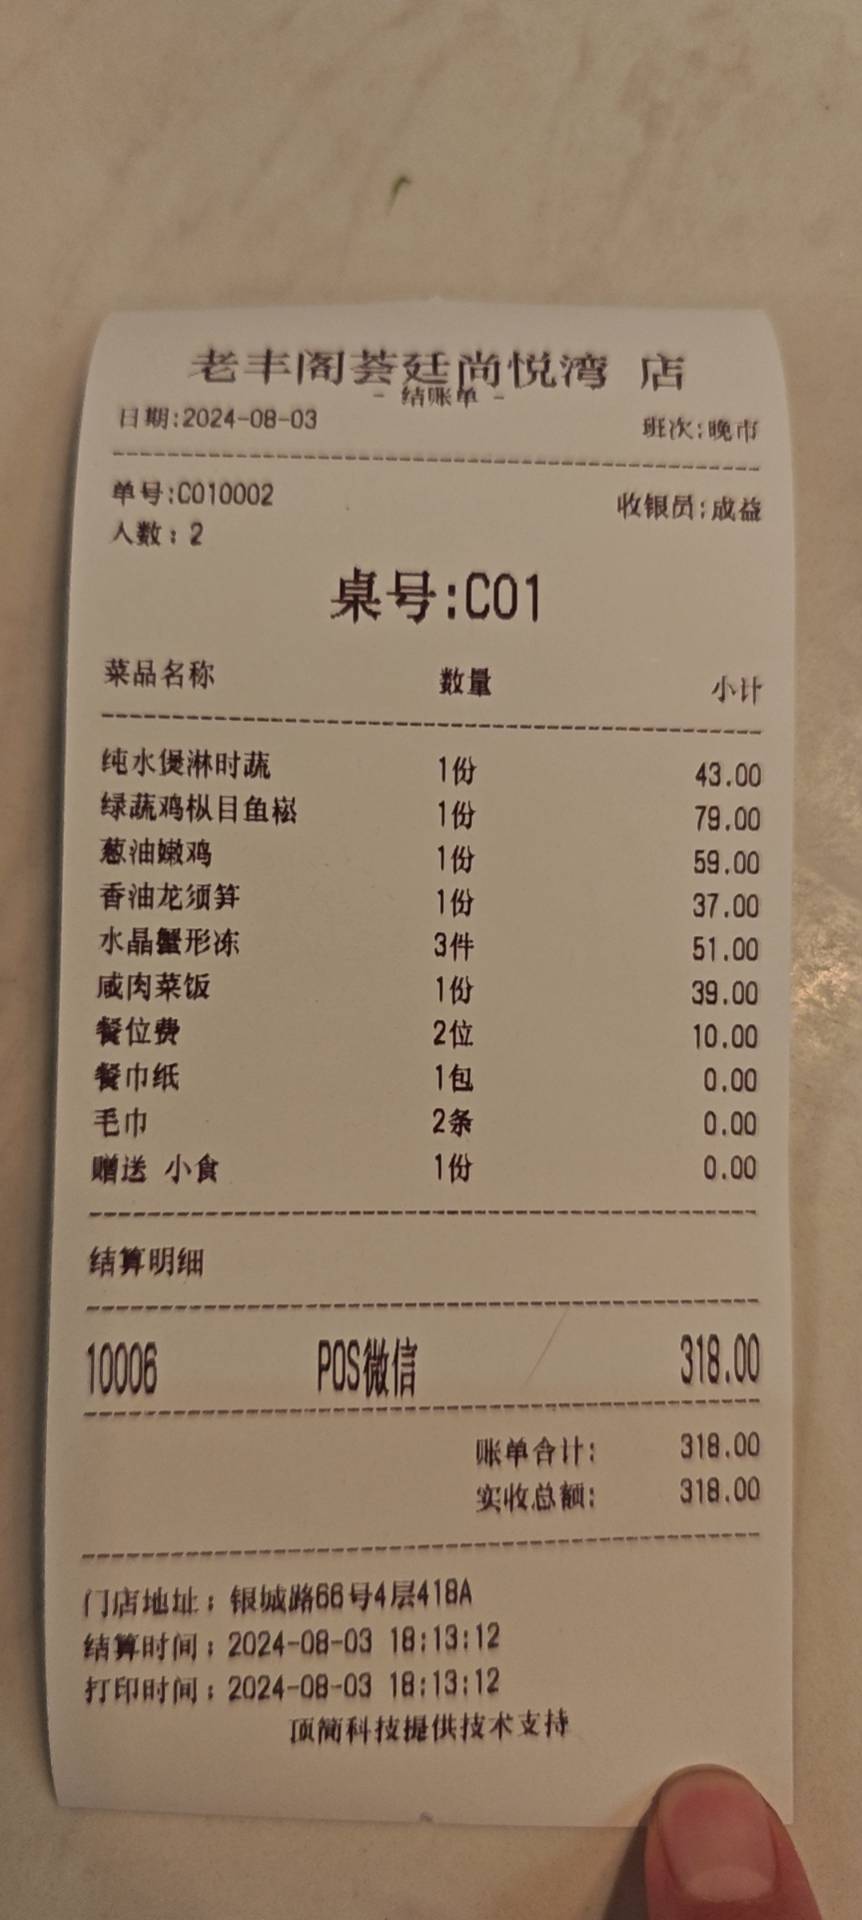 老丰阁荟廷尚悦湾 店
- 结账单 -
日期:2024-08-03 班次:晚市
单号:C010002 收银员:成益
人数：2
桌号:C01
菜品名称 数量 小计
纯水煲淋时蔬 1份 43.00
绿蔬鸡枞目鱼崧 1份 79.00
葱油嫩鸡 1份 59.00
香油龙须笋 1份 37.00
水晶蟹形冻 3件 51.00
咸肉菜饭 1份 39.00
餐位费 2位 10.00
餐巾纸 1包 0.00
毛巾 2条 0.00
赠送 小食 1份 0.00
结算明细
10006 POS微信 318.00
账单合计: 318.00
实收总额: 318.00
门店地址：银城路66号4层418A
结算时间：2024-08-03 18:13:12
打印时间：2024-08-03 18:13:12
顶简科技提供技术支持